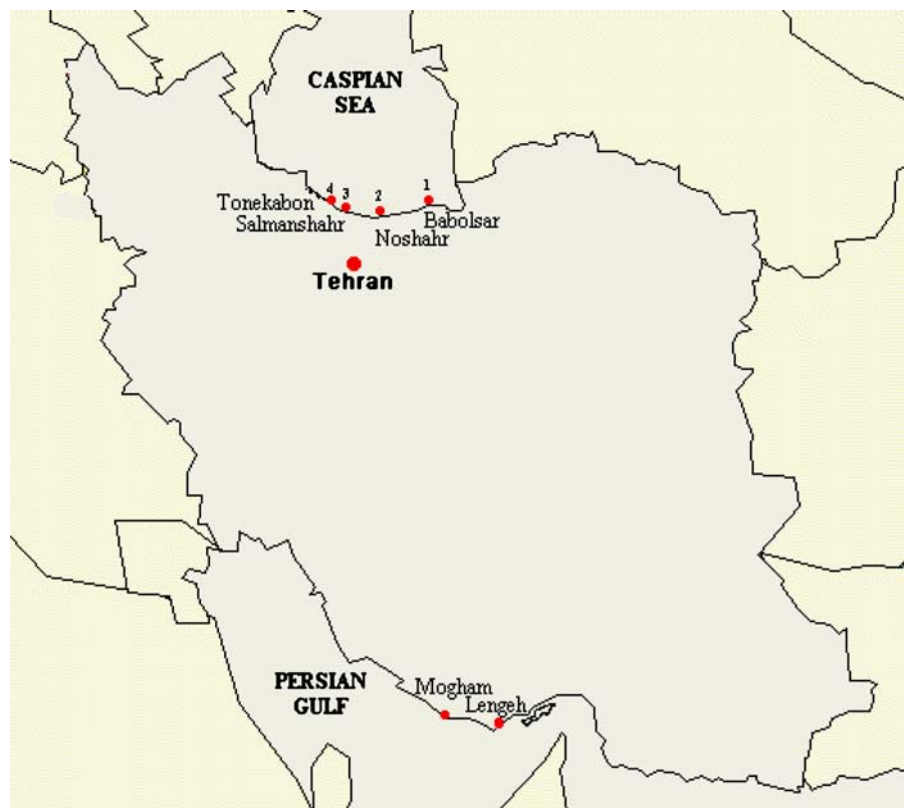 CASPIAN
SEA
4
3
2
1
Tonekabon
Salmanshahr
Noshahr
Babolsar
Tehran
PERSIAN
GULF
Mogham
Lengeh